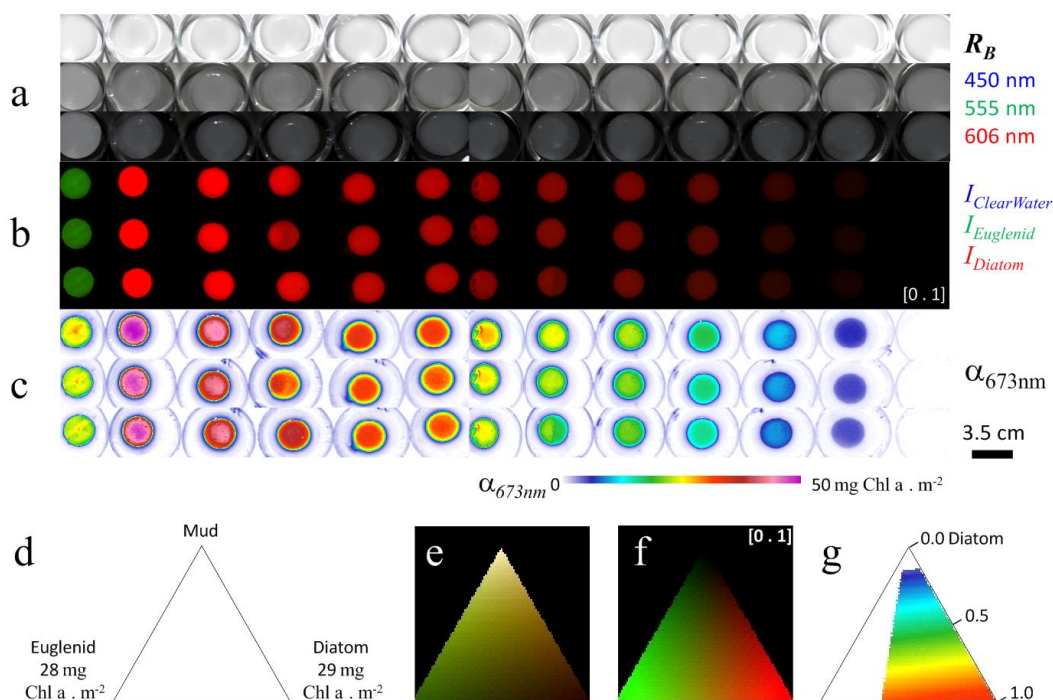 a
R_B
450 nm
555 nm
606 nm
b
I_ClearWater
I_Euglenid
I_Diatom
[0 . 1]
c
α673nm
3.5 cm
α673nm 0 50 mg Chl a . m-2
d
Mud
Euglenid
28 mg
Chl a . m-2
Diatom
29 mg
Chl a . m-2
e
f
[0 . 1]
g
0.0 Diatom
0.5
1.0